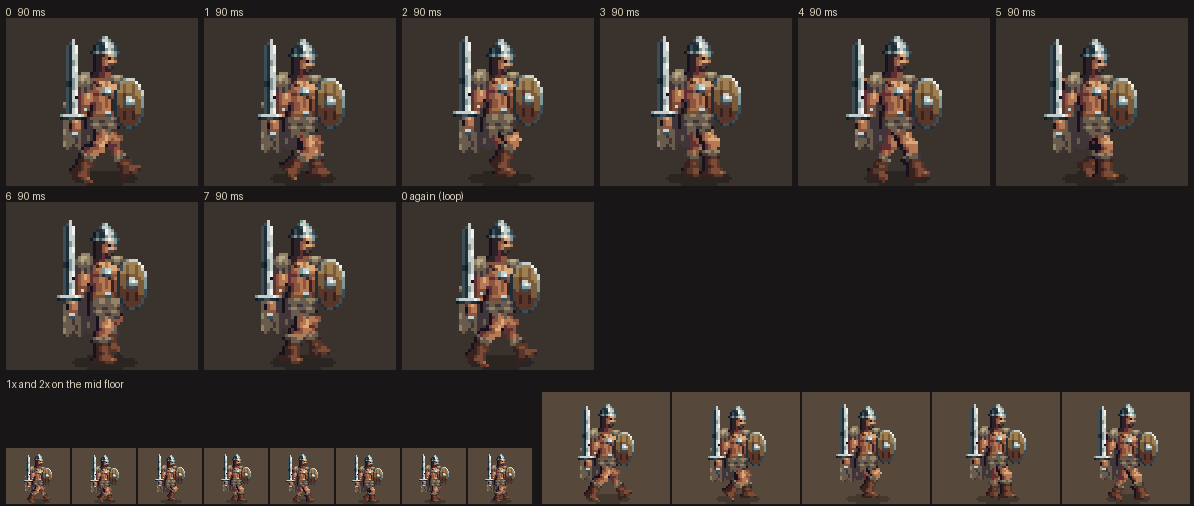 0 90 ms
1 90 ms
2 90 ms
3 90 ms
4 90 ms
5 90 ms
6 90 ms
7 90 ms
0 again (loop)
1x and 2x on the mid floor